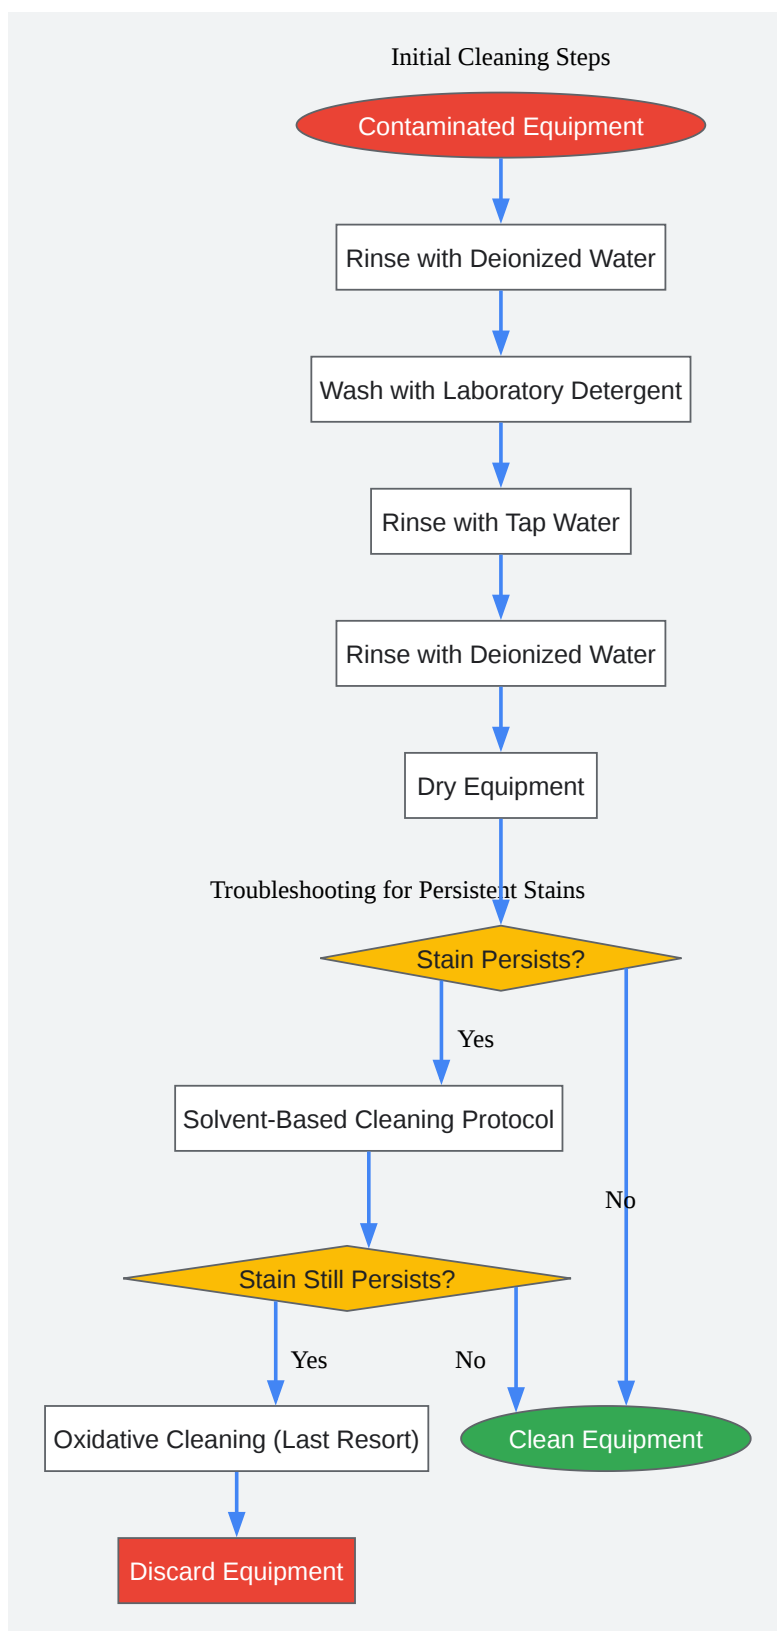 Initial Cleaning Steps
Contaminated Equipment
Rinse with Deionized Water
Wash with Laboratory Detergent
Rinse with Tap Water
Rinse with Deionized Water
Dry Equipment
Troubleshooting for Persistent Stains
Stain Persists?
Yes
Solvent-Based Cleaning Protocol
No
Stain Still Persists?
Yes
No
Oxidative Cleaning (Last Resort)
Clean Equipment
Discard Equipment